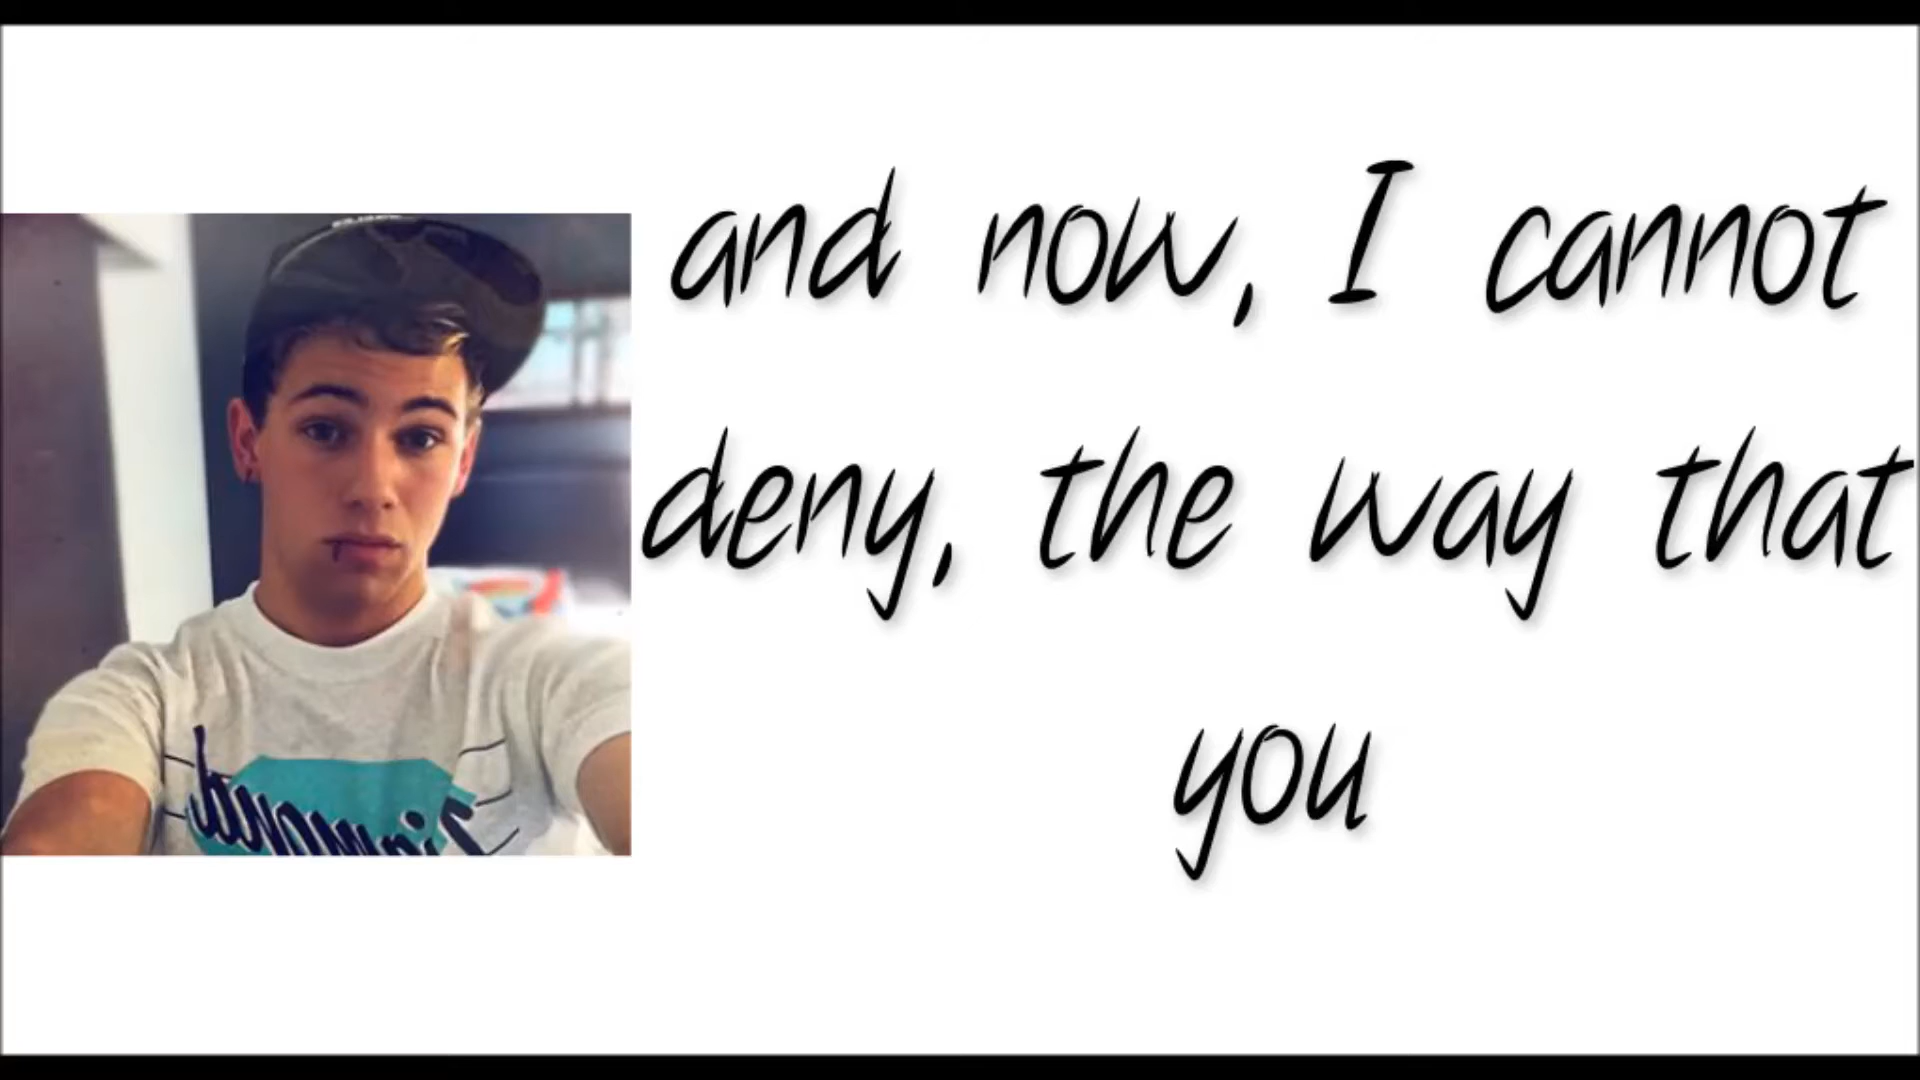 and now, I cannot
deny, the way that
you